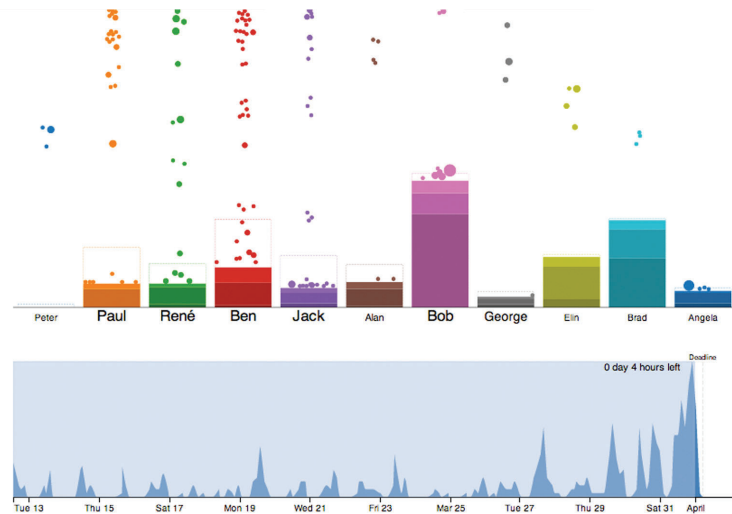 Peter Paul René Ben Jack Alan Bob George Elin Brad Angela
Deadline
0 day 4 hours left
Tue 13 Thu 15 Sat 17 Mon 19 Wed 21 Fri 23 Mar 25 Tue 27 Thu 29 Sat 31 April